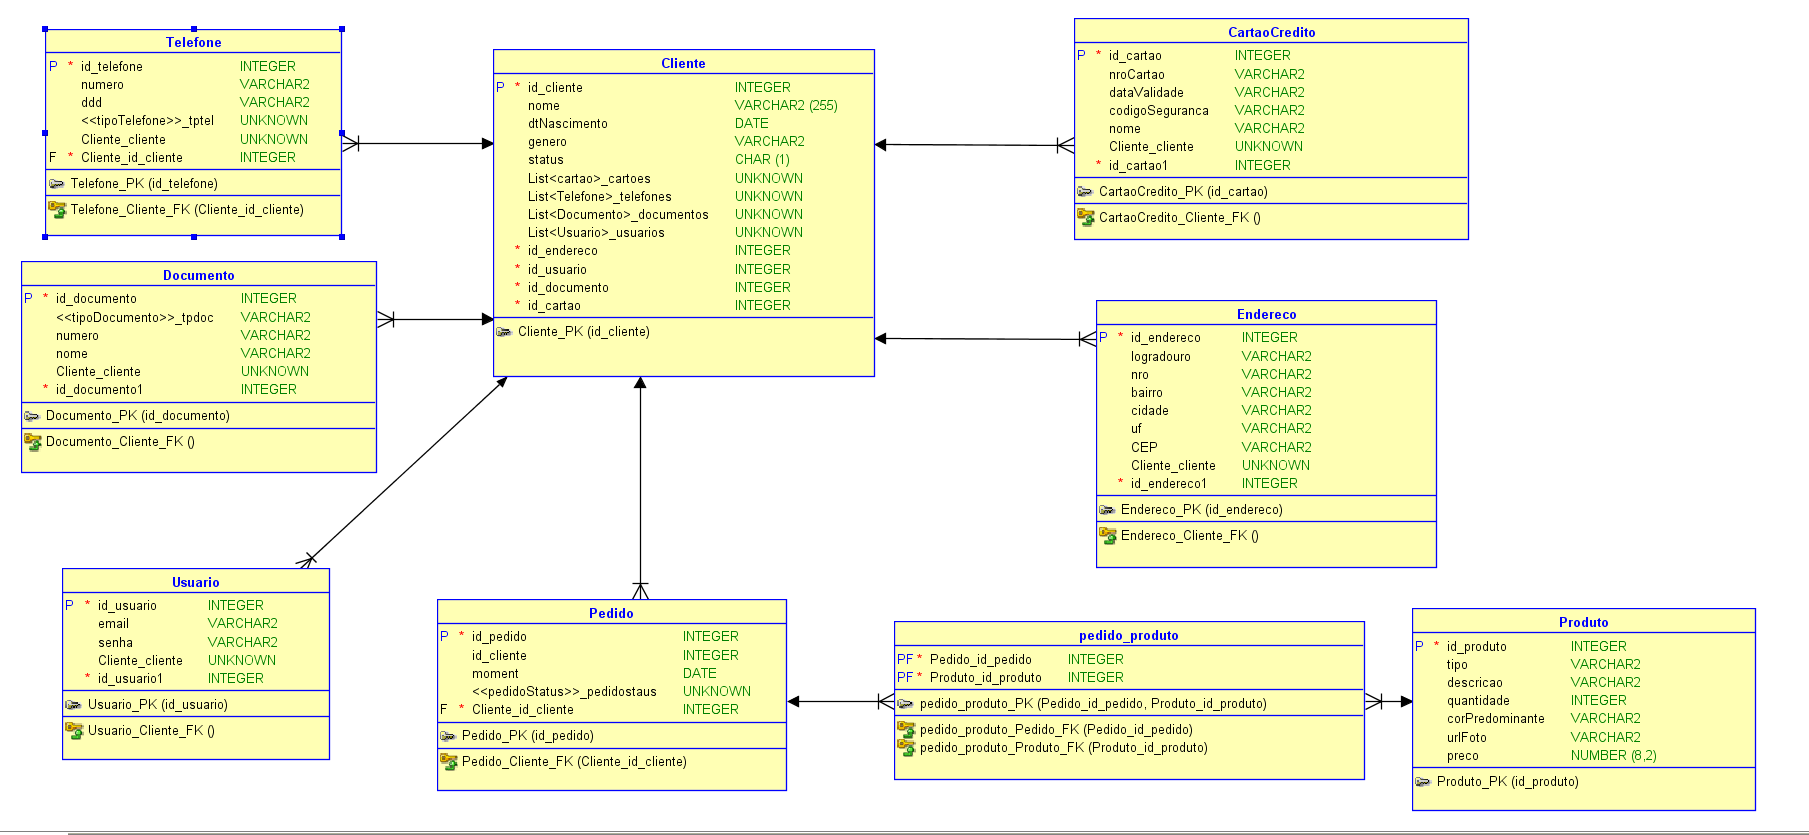 Telefone
P * id_telefone INTEGER
numero VARCHAR2
ddd VARCHAR2
<<tipoTelefone>>_tptel UNKNOWN
Cliente_cliente UNKNOWN
F * Cliente_id_cliente INTEGER
Telefone_PK (id_telefone)
Telefone_Cliente_FK (Cliente_id_cliente)
Cliente
P * id_cliente INTEGER
nome VARCHAR2 (255)
dtNascimento DATE
genero VARCHAR2
status CHAR (1)
List<cartao>_cartoes UNKNOWN
List<Telefone>_telefones UNKNOWN
List<Documento>_documentos UNKNOWN
List<Usuario>_usuarios UNKNOWN
* id_endereco INTEGER
* id_usuario INTEGER
* id_documento INTEGER
* id_cartao INTEGER
Cliente_PK (id_cliente)
CartaoCredito
P * id_cartao INTEGER
nroCartao VARCHAR2
dataValidade VARCHAR2
codigoSeguranca VARCHAR2
nome VARCHAR2
Cliente_cliente UNKNOWN
* id_cartao1 INTEGER
CartaoCredito_PK (id_cartao)
CartaoCredito_Cliente_FK ()
Documento
P * id_documento INTEGER
<<tipoDocumento>>_tpdoc VARCHAR2
numero VARCHAR2
nome VARCHAR2
Cliente_cliente UNKNOWN
* id_documento1 INTEGER
Documento_PK (id_documento)
Documento_Cliente_FK ()
Endereco
P * id_endereco INTEGER
logradouro VARCHAR2
nro VARCHAR2
bairro VARCHAR2
cidade VARCHAR2
uf VARCHAR2
CEP VARCHAR2
Cliente_cliente UNKNOWN
* id_endereco1 INTEGER
Endereco_PK (id_endereco)
Endereco_Cliente_FK ()
Usuario
P * id_usuario INTEGER
email VARCHAR2
senha VARCHAR2
Cliente_cliente UNKNOWN
* id_usuario1 INTEGER
Usuario_PK (id_usuario)
Usuario_Cliente_FK ()
Pedido
P * id_pedido INTEGER
id_cliente INTEGER
moment DATE
<<pedidoStatus>>_pedidostaus UNKNOWN
F * Cliente_id_cliente INTEGER
Pedido_PK (id_pedido)
Pedido_Cliente_FK (Cliente_id_cliente)
pedido_produto
PF * Pedido_id_pedido INTEGER
PF * Produto_id_produto INTEGER
pedido_produto_PK (Pedido_id_pedido, Produto_id_produto)
pedido_produto_Pedido_FK (Pedido_id_pedido)
pedido_produto_Produto_FK (Produto_id_produto)
Produto
P * id_produto INTEGER
tipo VARCHAR2
descricao VARCHAR2
quantidade INTEGER
corPredominante VARCHAR2
urlFoto VARCHAR2
preco NUMBER (8,2)
Produto_PK (id_produto)